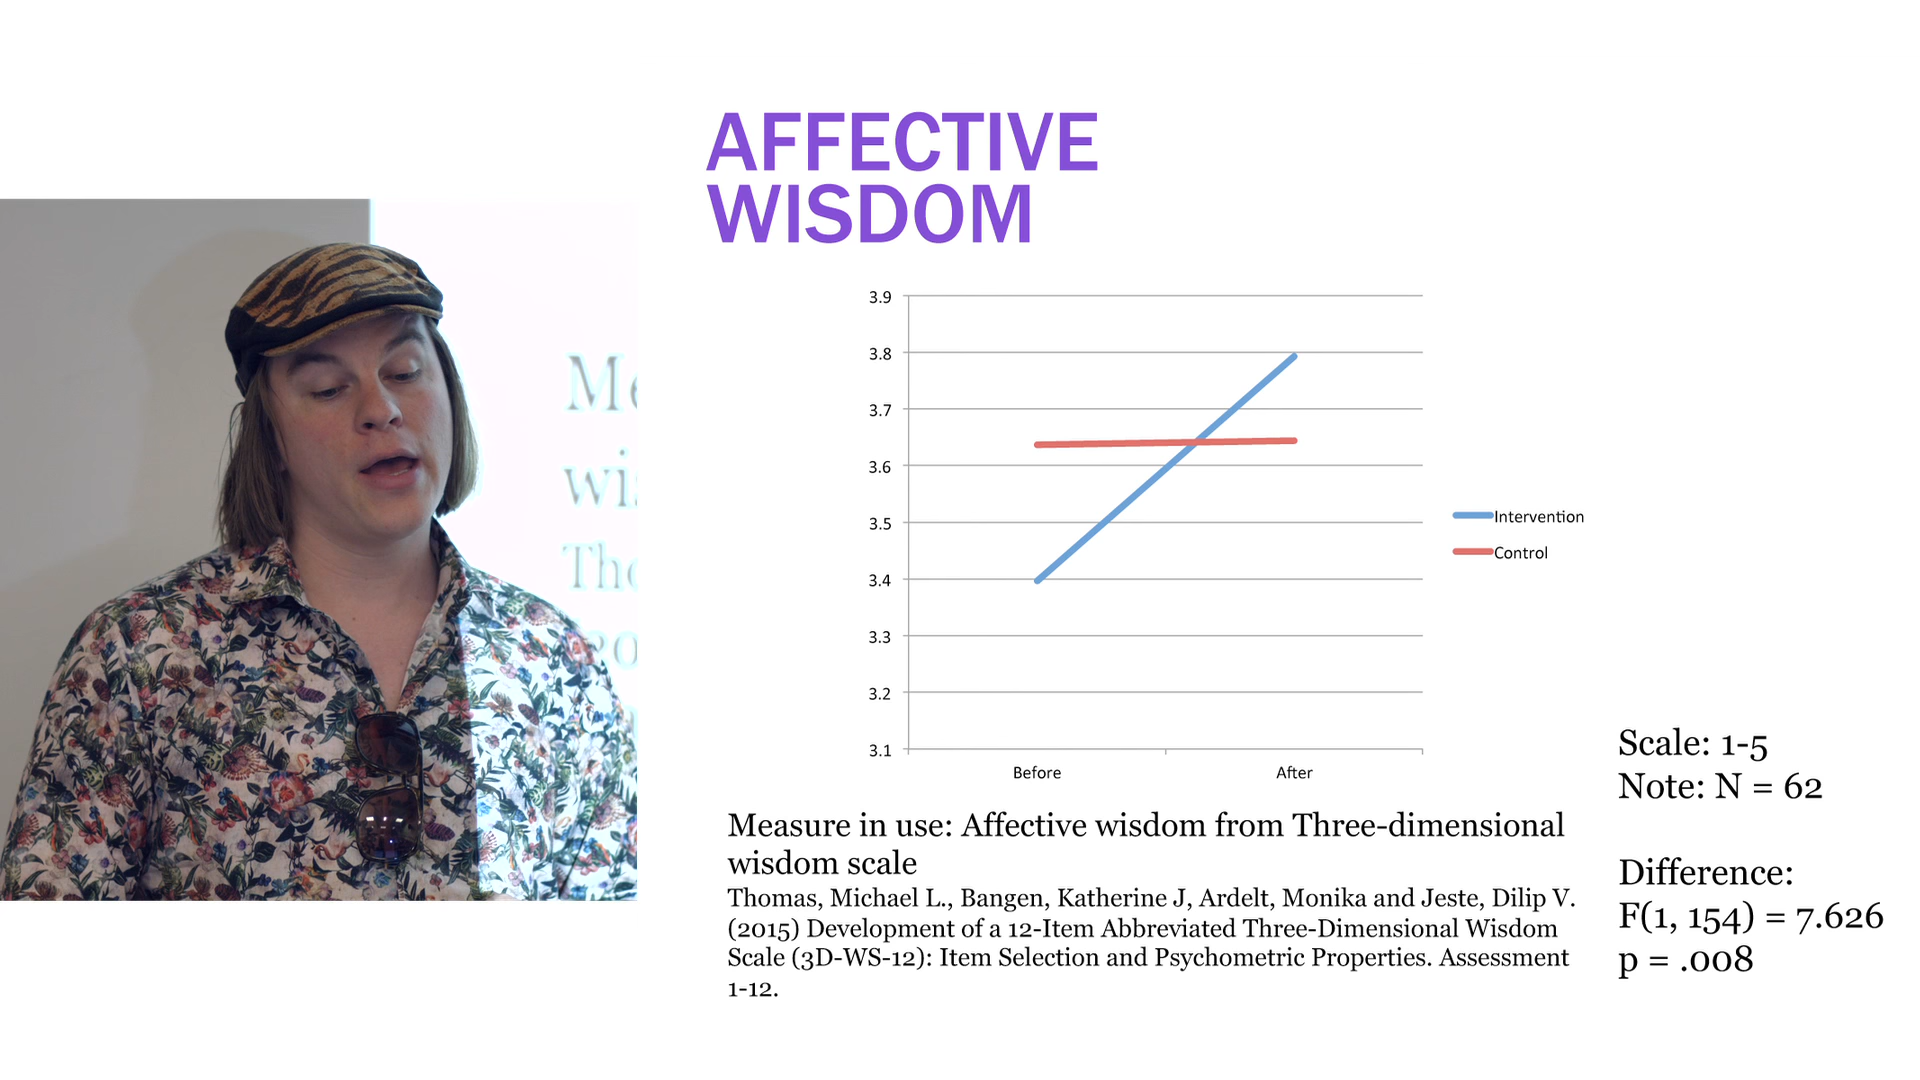 AFFECTIVE
WISDOM
3.9
3.8
3.7
3.6
3.5
3.4
3.3
3.2
3.1
Before
After
Intervention
Control
Measure in use: Affective wisdom from Three-dimensional
wisdom scale
Thomas, Michael L., Bangen, Katherine J, Ardelt, Monika and Jeste, Dilip V.
(2015) Development of a 12-Item Abbreviated Three-Dimensional Wisdom
Scale (3D-WS-12): Item Selection and Psychometric Properties. Assessment
1-12.
Scale: 1-5
Note: N = 62
Difference:
F(1, 154) = 7.626
p = .008